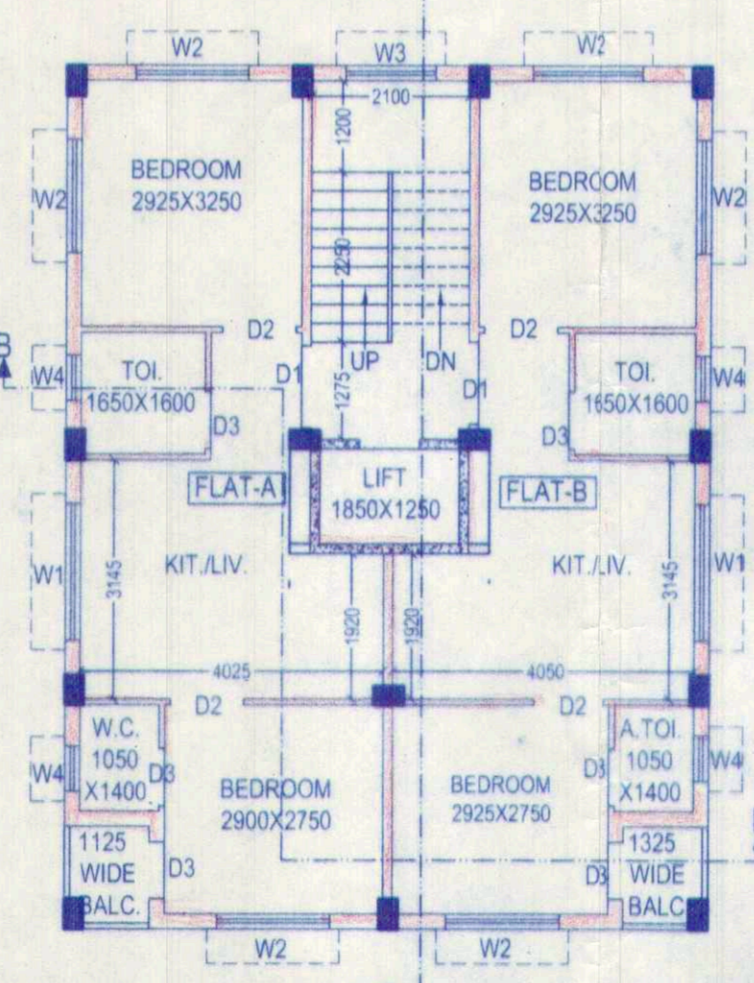 W2
W3
W2
2100
1200
BEDROOM
2925X3250
BEDROOM
2925X3250
W2
W2
2250
D2
D2
UP
DN
B
W4
TOI.
1650X1600
D1
1275
D1
TOI.
1650X1600
W4
D3
D3
FLAT-A
LIFT
1850X1250
FLAT-B
W1
3145
KIT./LIV.
1920
1920
KIT./LIV.
3145
W1
4025
4050
D2
D2
W.C.
1050
X1400
W4
D3
BEDROOM
2900X2750
BEDROOM
2925X2750
D3
A.TOI.
1050
X1400
W4
1125
WIDE
BALC.
D3
D3
1325
WIDE
BALC
W2
W2